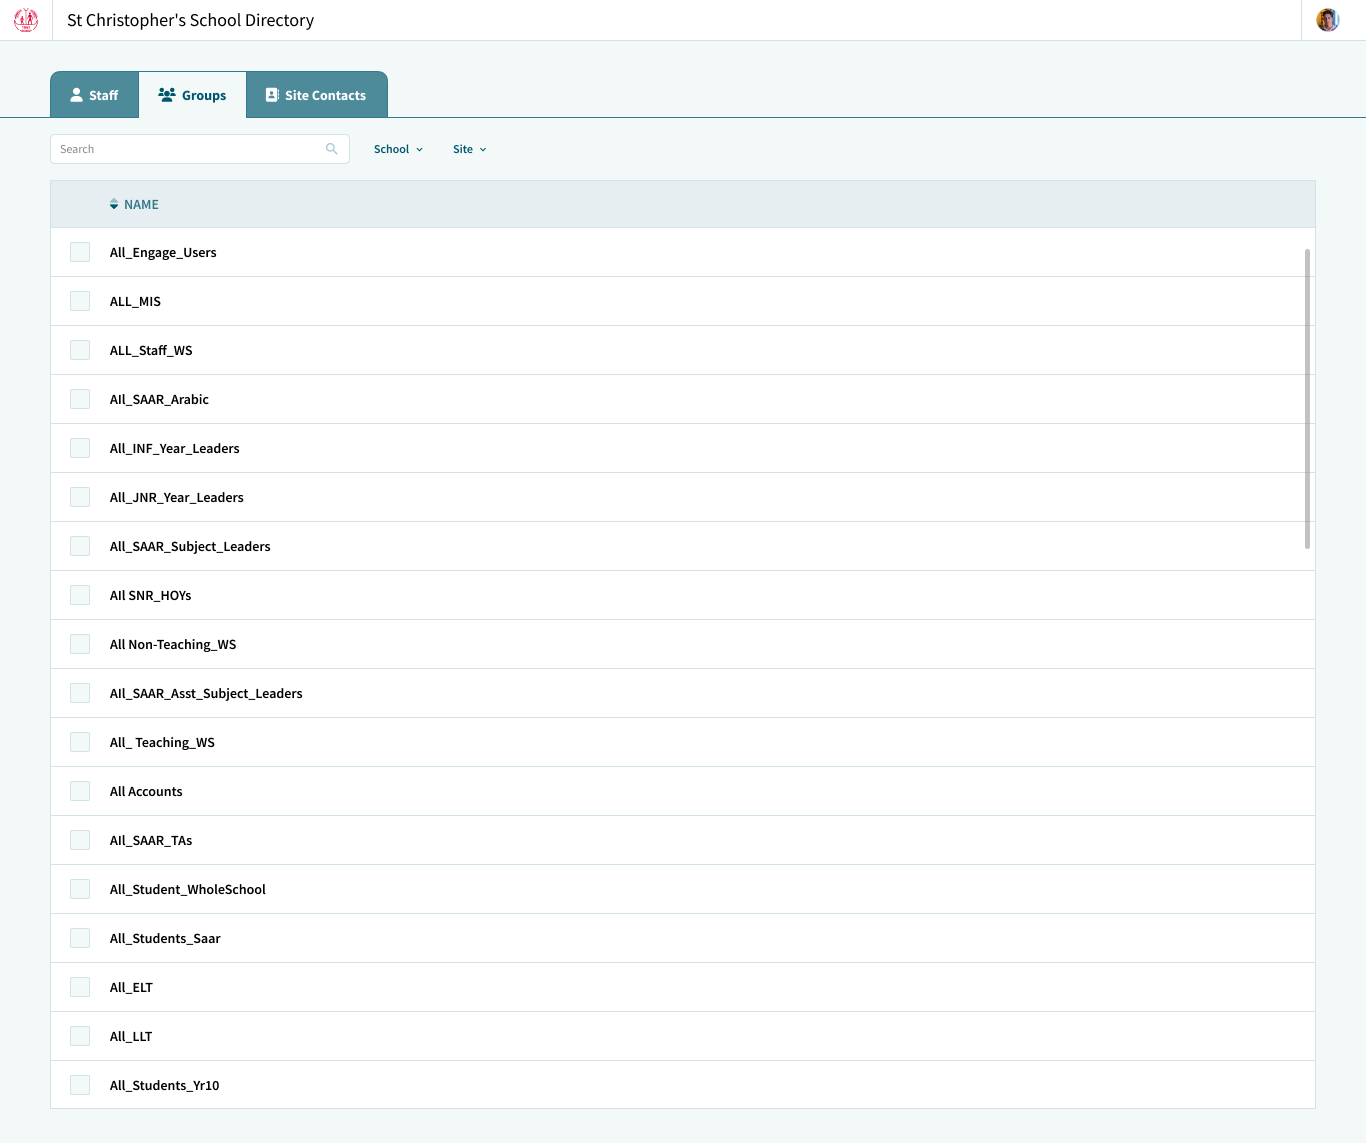 St Christopher's School Directory
Staff
Groups
Site Contacts
Search
School
Site
NAME
All_Engage_Users
ALL_MIS
ALL_Staff_WS
All_SAAR_Arabic
All_INF_Year_Leaders
All_JNR_Year_Leaders
All_SAAR_Subject_Leaders
All SNR_HOYs
All Non-Teaching_WS
All_SAAR_Asst_Subject_Leaders
All_ Teaching_WS
All Accounts
All_SAAR_TAs
All_Student_WholeSchool
All_Students_Saar
All_ELT
All_LLT
All_Students_Yr10